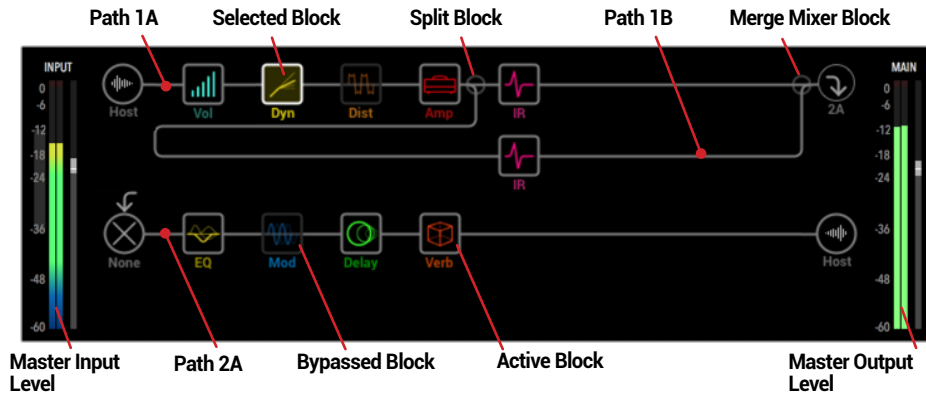 Path 1A
Selected Block
Split Block
Path 1B
Merge Mixer Block
INPUT
MAIN
0
-6
-12
-18
-24
-36
-48
-60
Host
Vol
Dyn
Dist
Amp
IR
2A
IR
None
EQ
Mod
Delay
Verb
Host
0
-6
-12
-18
-24
-36
-48
-60
Master Input
Level
Path 2A
Bypassed Block
Active Block
Master Output
Level